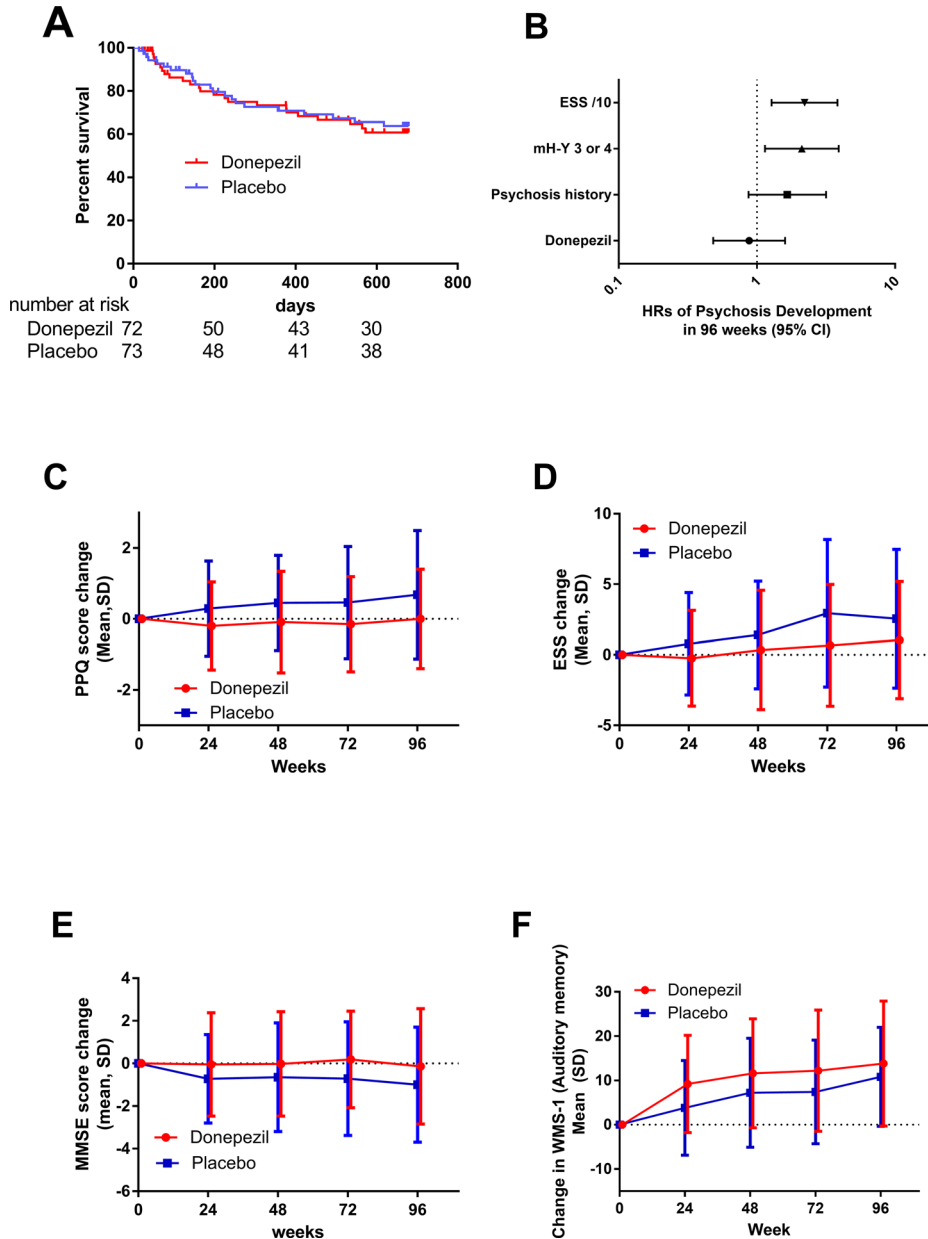 A
Percent survival
100
80
60
40
20
0
Donepezil
Placebo
0 200 400 600 800
days
number at risk
Donepezil 72 50 43 30
Placebo 73 48 41 38
B
ESS /10
mH-Y 3 or 4
Psychosis history
Donepezil
0.1 1 10
HRs of Psychosis Development
in 96 weeks (95% CI)
C
PPQ score change
(Mean,SD)
2
0
-2
Donepezil
Placebo
0 24 48 72 96
Weeks
D
ESS change
(Mean, SD)
10
5
0
-5
Donepezil
Placebo
0 24 48 72 96
Weeks
E
MMSE score change
(mean, SD)
4
2
0
-2
-4
-6
Donepezil
Placebo
0 24 48 72 96
weeks
F
Change in WMS-1 (Auditory memory)
Mean (SD)
30
20
10
0
-10
Donepezil
Placebo
0 24 48 72 96
Week